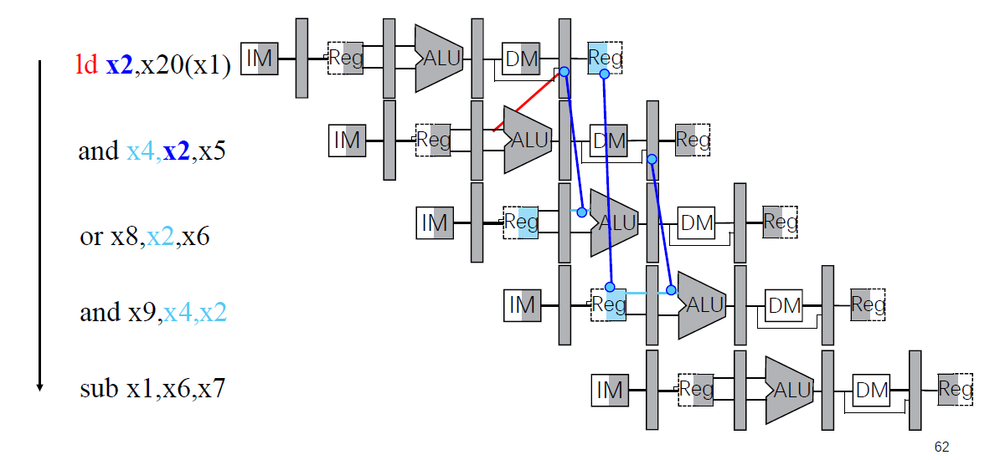 ld x2,x20(x1) IM Reg ALU DM Reg
and x4,x2,x5 IM Reg ALU DM Reg
or x8,x2,x6 IM Reg ALU DM Reg
and x9,x4,x2 IM Reg ALU DM Reg
sub x1,x6,x7 IM Reg ALU DM Reg
62